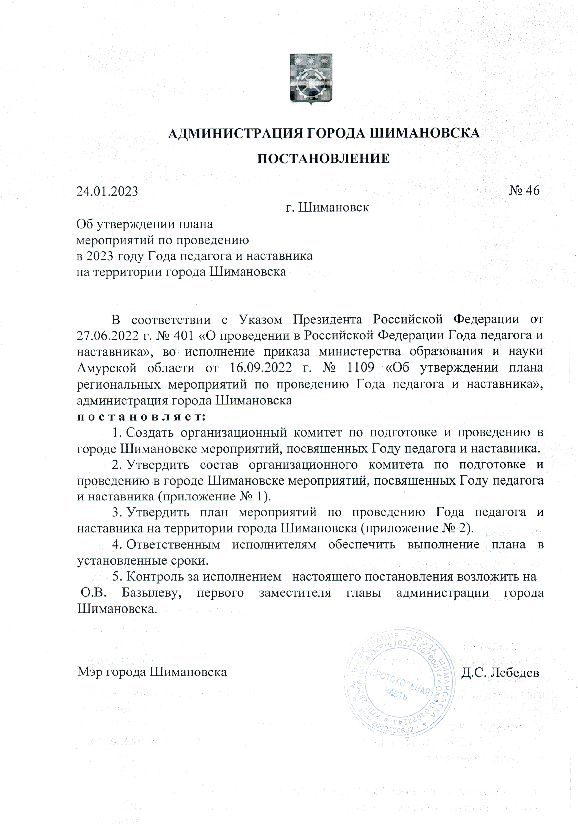 АДМИНИСТРАЦИЯ ГОРОДА ШИМАНОВСКА
ПОСТАНОВЛЕНИЕ
24.01.2023 № 46
г. Шимановск
Об утверждении плана
мероприятий по проведению
в 2023 году Года педагога и наставника
на территории города Шимановска
В соответствии с Указом Президента Российской Федерации от
27.06.2022 г. № 401 «О проведении в Российской Федерации Года педагога и
наставника», во исполнение приказа министерства образования и науки
Амурской области от 16.09.2022 г. № 1109 «Об утверждении плана
региональных мероприятий по проведению Года педагога и наставника»,
администрация города Шимановска
п о с т а н о в л я е т:
1. Создать организационный комитет по подготовке и проведению в
городе Шимановске мероприятий, посвященных Году педагога и наставника.
2. Утвердить состав организационного комитета по подготовке и
проведению в городе Шимановске мероприятий, посвященных Году педагога
и наставника (приложение № 1).
3. Утвердить план мероприятий по проведению Года педагога и
наставника на территории города Шимановска (приложение № 2).
4. Ответственным исполнителям обеспечить выполнение плана в
установленные сроки.
5. Контроль за исполнением настоящего постановления возложить на
О.В. Базылеву, первого заместителя главы администрации города
Шимановска.
Мэр города Шимановска Д.С. Лебедев
ПРОТОКОЛЬНАЯ
ЧАСТЬ